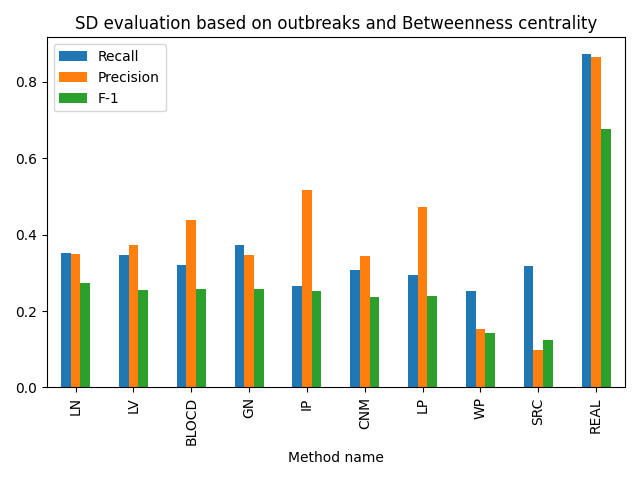 SD evaluation based on outbreaks and Betweenness centrality
Recall
Precision
F-1
0.8
0.6
0.4
0.2
0.0
LN
LV
BLOCD
GN
IP
CNM
LP
WP
SRC
REAL
Method name